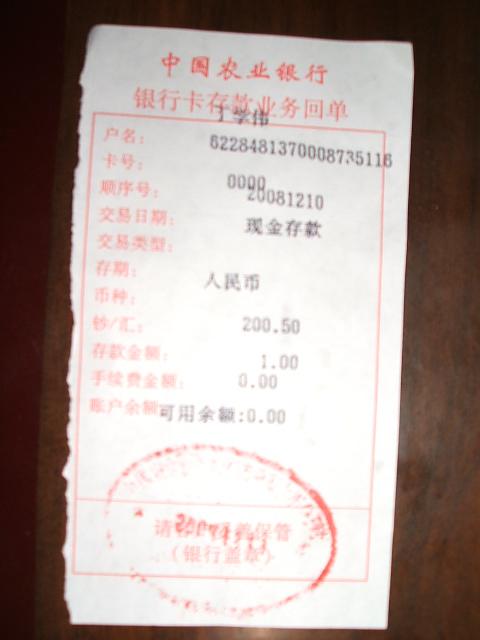 中国农业银行
银行卡存款业务回单
丁学伟
户名：
6228481370008735116
卡号：
0000
顺序号：
20081210
交易日期：
现金存款
交易类型：
存期：
人民币
币种：
钞/汇：
200.50
存款金额：
1.00
手续费金额：
0.00
账户余额
可用余额:0.00
请
妥善保管
（银行盖章）